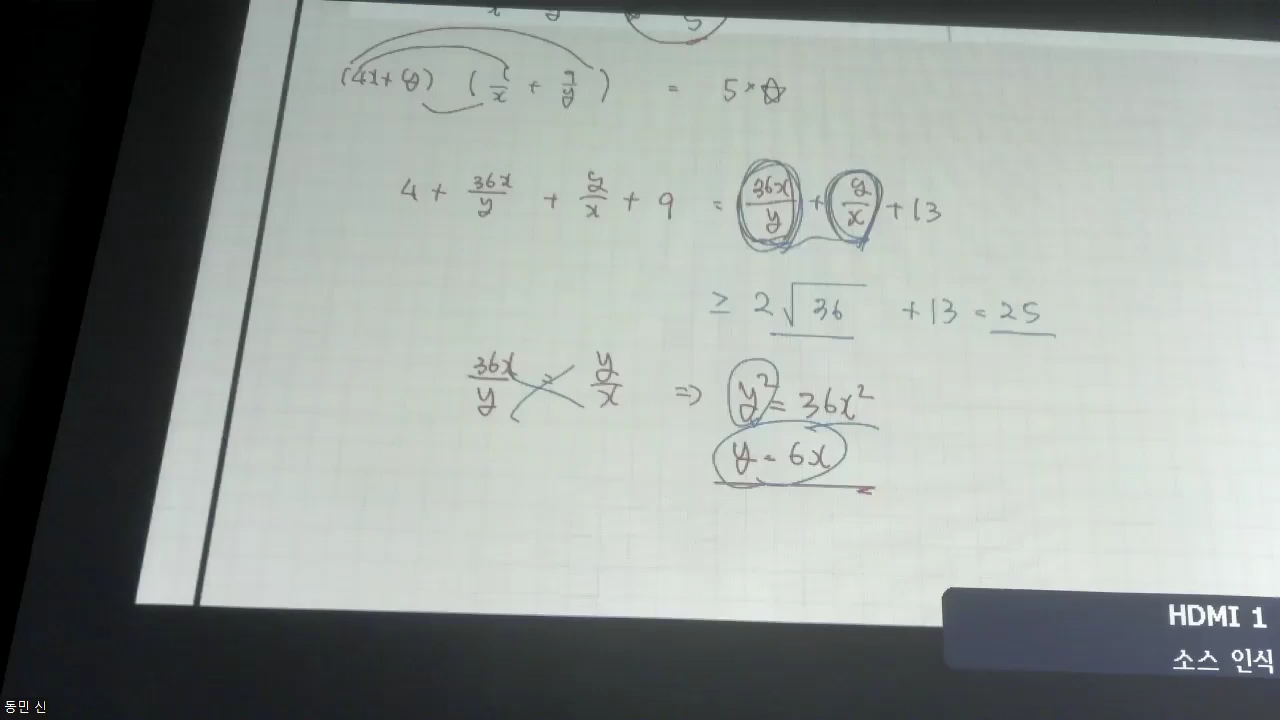 (4x+y) (1/x + 9/y) = 5×☆
4 + 36x/y + y/x + 9 = 36x/y + y/x + 13
≥ 2√36 + 13 = 25
36x/y = y/x ⇒ y² = 36x²
y = 6x
HDMI 1
소스 인식
동민 신